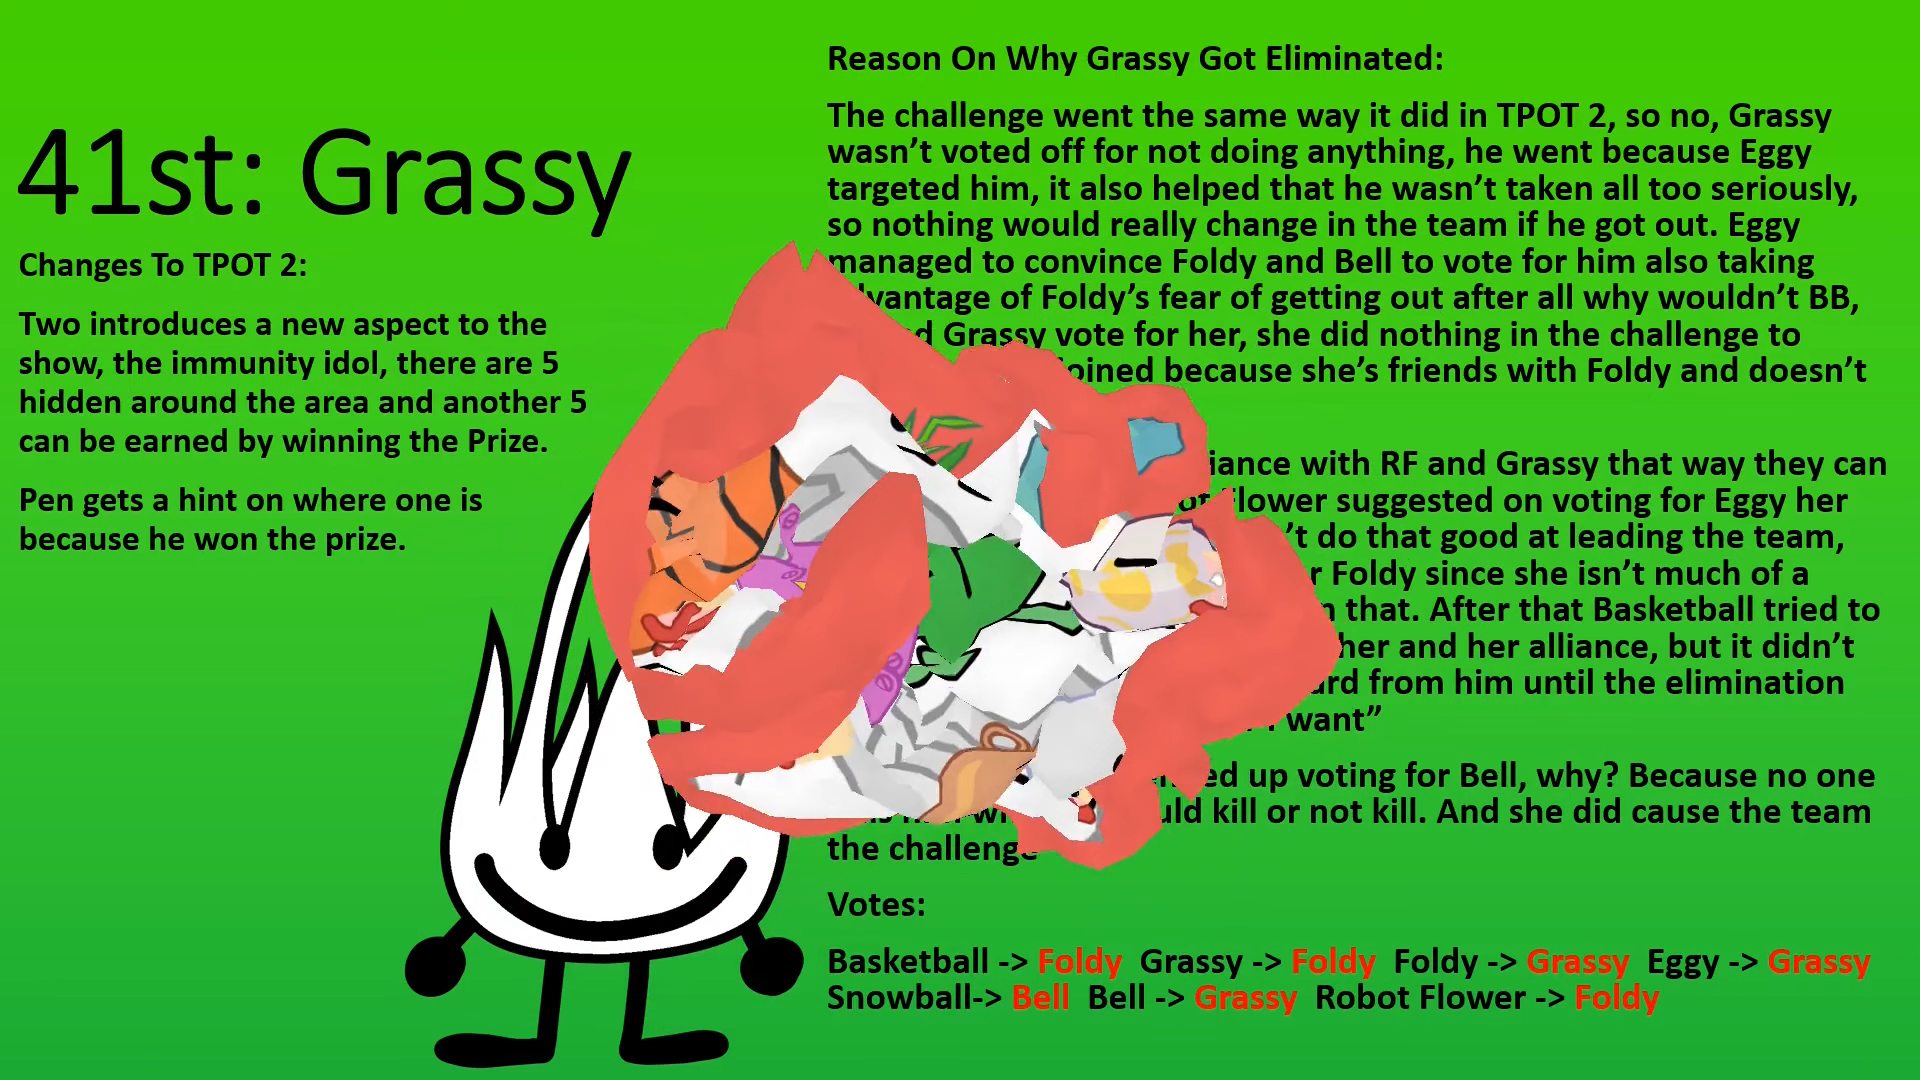 41st: Grassy
Changes To TPOT 2:
Two introduces a new aspect to the
show, the immunity idol, there are 5
hidden around the area and another 5
can be earned by winning the Prize.
Pen gets a hint on where one is
because he won the prize.
Reason On Why Grassy Got Eliminated:
The challenge went the same way it did in TPOT 2, so no, Grassy
wasn’t voted off for not doing anything, he went because Eggy
targeted him, it also helped that he wasn’t taken all too seriously,
so nothing would really change in the team if he got out. Eggy
managed to convince Foldy and Bell to vote for him also taking
of Foldy’s fear of getting out after all why wouldn’t BB,
Grassy vote for her, she did nothing in the challenge to
because she’s friends with Foldy and doesn’t
with RF and Grassy that way they can
Flower suggested on voting for Eggy her
do that good at leading the team,
Foldy since she isn’t much of a
that. After that Basketball tried to
her and her alliance, but it didn’t
from him until the elimination
want”
up voting for Bell, why? Because no one
kill or not kill. And she did cause the team
the challenge
Votes:
Basketball -> Foldy Grassy -> Foldy Foldy -> Grassy Eggy -> Grassy
Snowball-> Bell Bell -> Grassy Robot Flower -> Foldy